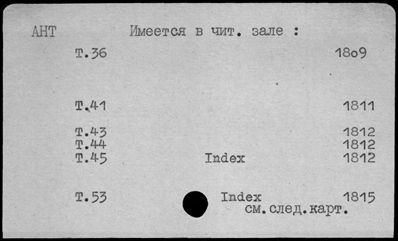 АНТ Имеется в чит. зале :
Т.36 1809
Т.41 1811
Т.43 1812
Т.44 1812
Т.45 Index 1812
Т.53 Index 1815
см.след.карт.